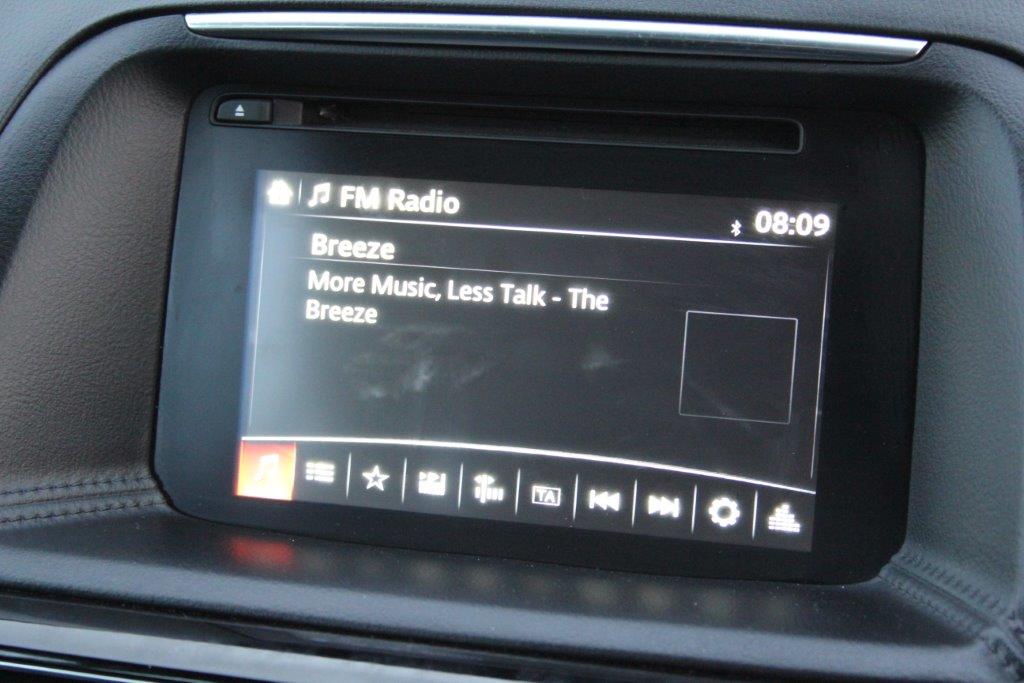 FM Radio
08:09
Breeze
More Music, Less Talk - The
Breeze
TA